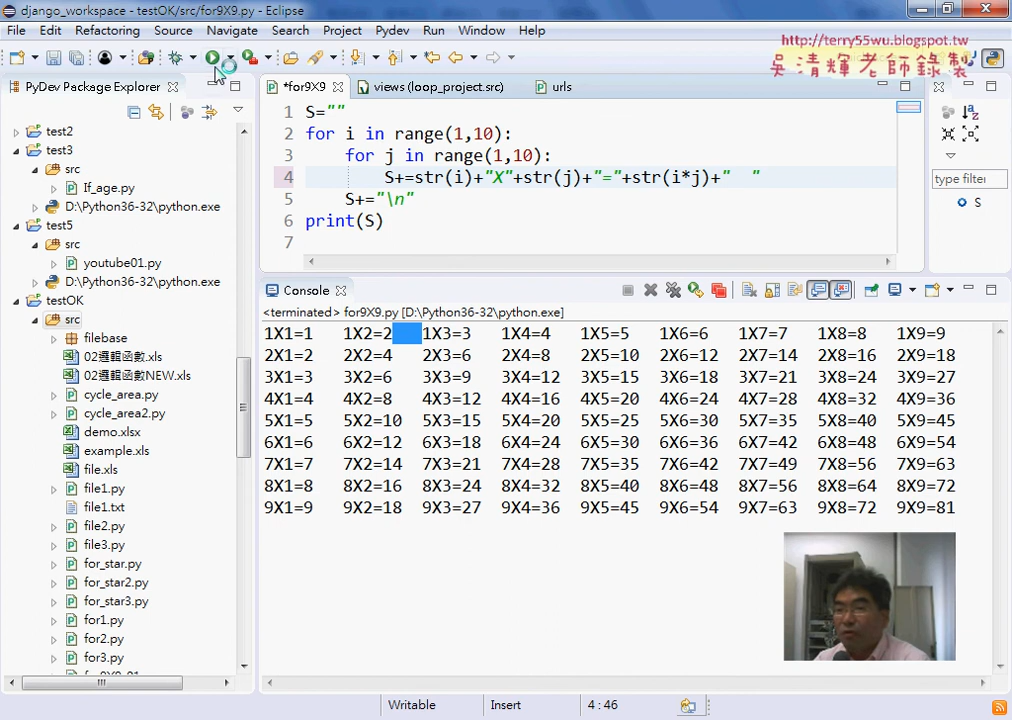 django_workspace - testOK/src/for9X9.py - Eclipse
File Edit Refactoring Source Navigate Search Project Pydev Run Window Help
http://terry55wu.blogspot.tw
吳清輝老師錄製
PyDev Package Explorer
*for9X9
views (loop_project.src)
urls
test2
test3
src
If_age.py
D:\Python36-32\python.exe
test5
src
youtube01.py
D:\Python36-32\python.exe
testOK
src
filebase
02邏輯函數.xls
02邏輯函數NEW.xls
cycle_area.py
cycle_area2.py
demo.xlsx
example.xls
file.xls
file1.py
file1.txt
file2.py
file3.py
for_star.py
for_star2.py
for_star3.py
for1.py
for2.py
for3.py
1 S=""
2 for i in range(1,10):
3 for j in range(1,10):
4 S+=str(i)+"X"+str(j)+"="+str(i*j)+"  "
5 S+="\n"
6 print(S)
7
type filte
S
Console
<terminated> for9X9.py [D:\Python36-32\python.exe]
1X1=1 1X2=2 1X3=3 1X4=4 1X5=5 1X6=6 1X7=7 1X8=8 1X9=9
2X1=2 2X2=4 2X3=6 2X4=8 2X5=10 2X6=12 2X7=14 2X8=16 2X9=18
3X1=3 3X2=6 3X3=9 3X4=12 3X5=15 3X6=18 3X7=21 3X8=24 3X9=27
4X1=4 4X2=8 4X3=12 4X4=16 4X5=20 4X6=24 4X7=28 4X8=32 4X9=36
5X1=5 5X2=10 5X3=15 5X4=20 5X5=25 5X6=30 5X7=35 5X8=40 5X9=45
6X1=6 6X2=12 6X3=18 6X4=24 6X5=30 6X6=36 6X7=42 6X8=48 6X9=54
7X1=7 7X2=14 7X3=21 7X4=28 7X5=35 7X6=42 7X7=49 7X8=56 7X9=63
8X1=8 8X2=16 8X3=24 8X4=32 8X5=40 8X6=48 8X7=56 8X8=64 8X9=72
9X1=9 9X2=18 9X3=27 9X4=36 9X5=45 9X6=54 9X7=63 9X8=72 9X9=81
Writable Insert 4 : 46